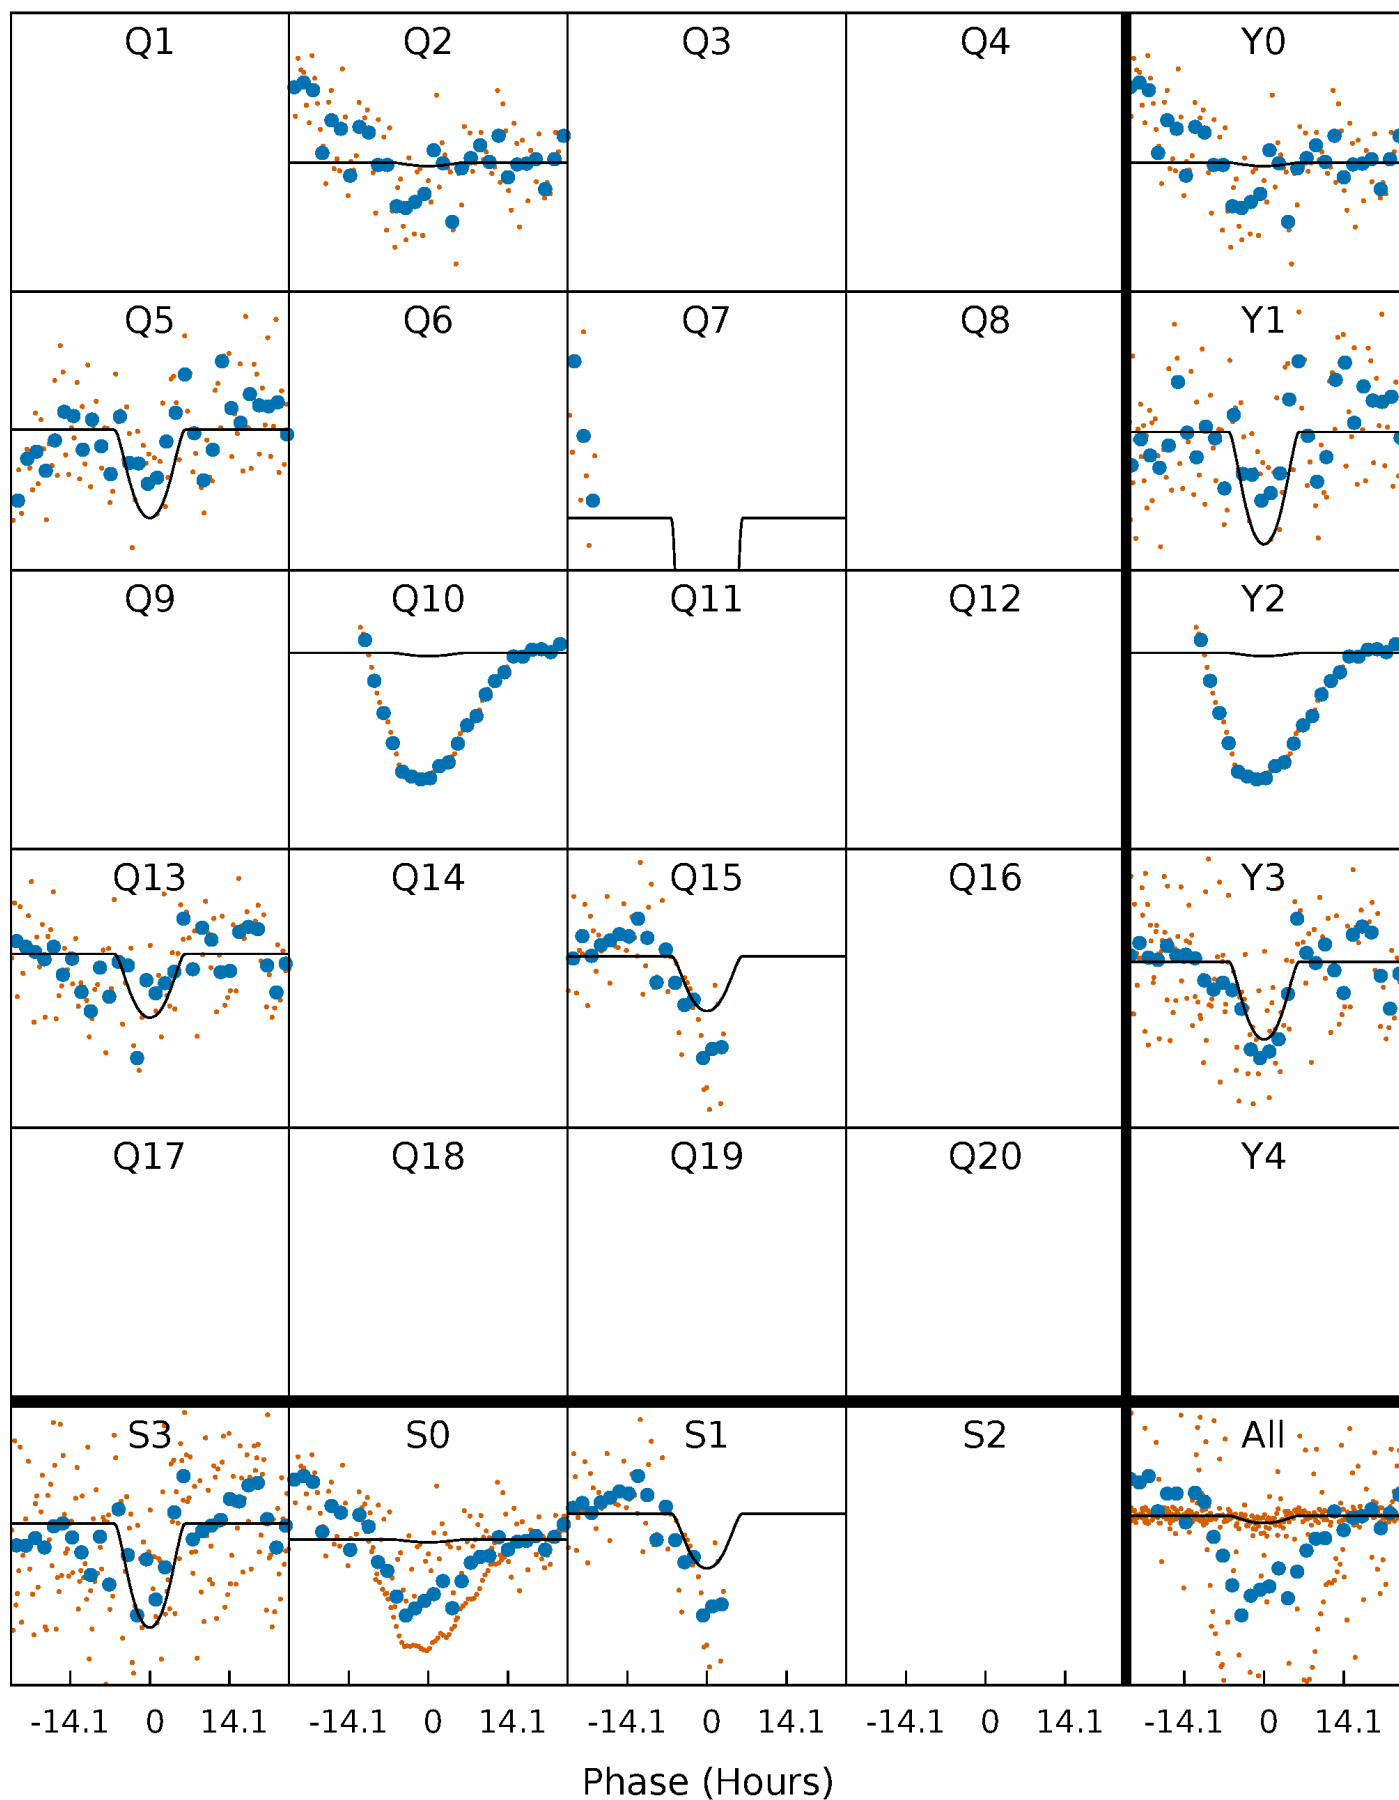 Q1 Q2 Q3 Q4 Y0
Q5 Q6 Q7 Q8 Y1
Q9 Q10 Q11 Q12 Y2
Q13 Q14 Q15 Q16 Y3
Q17 Q18 Q19 Q20 Y4
S3 S0 S1 S2 All
-14.1 0 14.1 -14.1 0 14.1 -14.1 0 14.1 -14.1 0 14.1 -14.1 0 14.1
Phase (Hours)